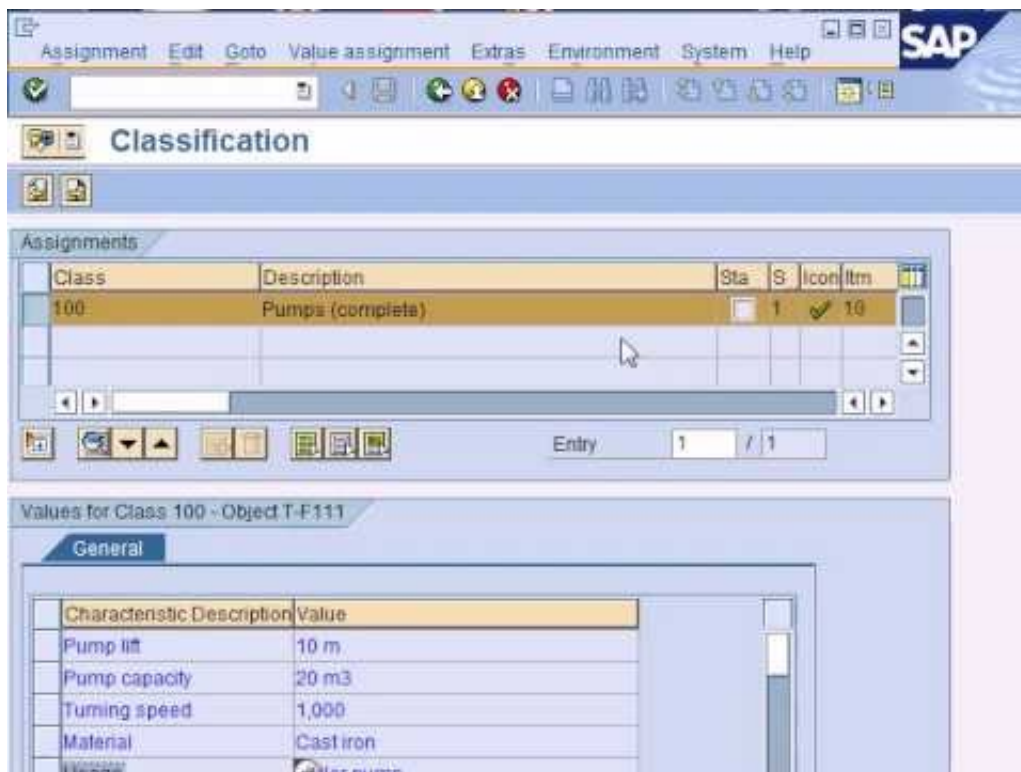 Assignment Edit Goto Value assignment Extras Environment System Help
SAP
Classification
Assignments
Class Description Sta S Icon Itm
100 Pumps (complete) 1 10
Entry 1 / 1
Values for Class 100 - Object T-F111
General
Characteristic Description Value
Pump lift 10 m
Pump capacity 20 m3
Turning speed 1,000
Material Cast iron
Usage pump